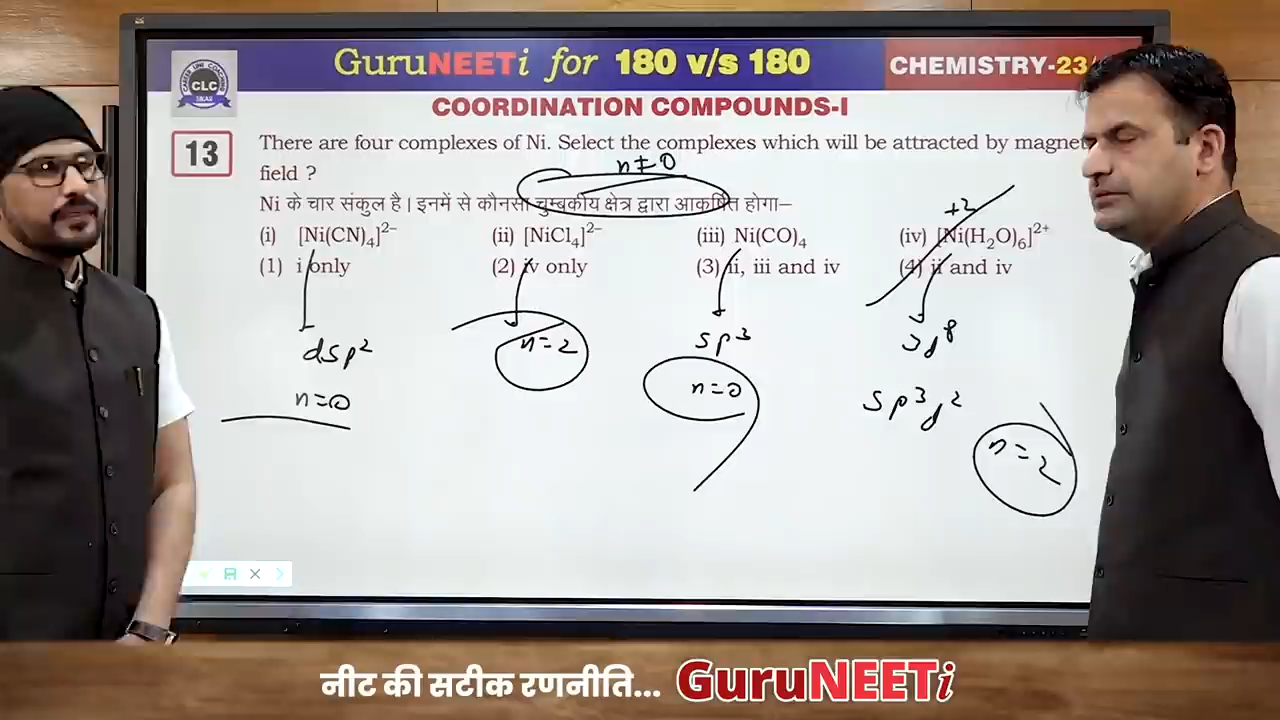 GuruNEETi for 180 v/s 180
CHEMISTRY-23
CLC
COORDINATION COMPOUNDS-I
13
There are four complexes of Ni. Select the complexes which will be attracted by magnet
field ?
n≠0
Ni के चार संकुल है। इनमें से कौनसा चुम्बकीय क्षेत्र द्वारा आकर्षित होगा–
+2
(i) [Ni(CN)₄]²⁻ (ii) [NiCl₄]²⁻ (iii) Ni(CO)₄ (iv) [Ni(H₂O)₆]²⁺
(1) i only (2) iv only (3) ii, iii and iv (4) ii and iv
dsp² n=2 sp³ 3d⁸
n=0 n=0 sp³d²
n=2
नीट की सटीक रणनीति... GuruNEETi